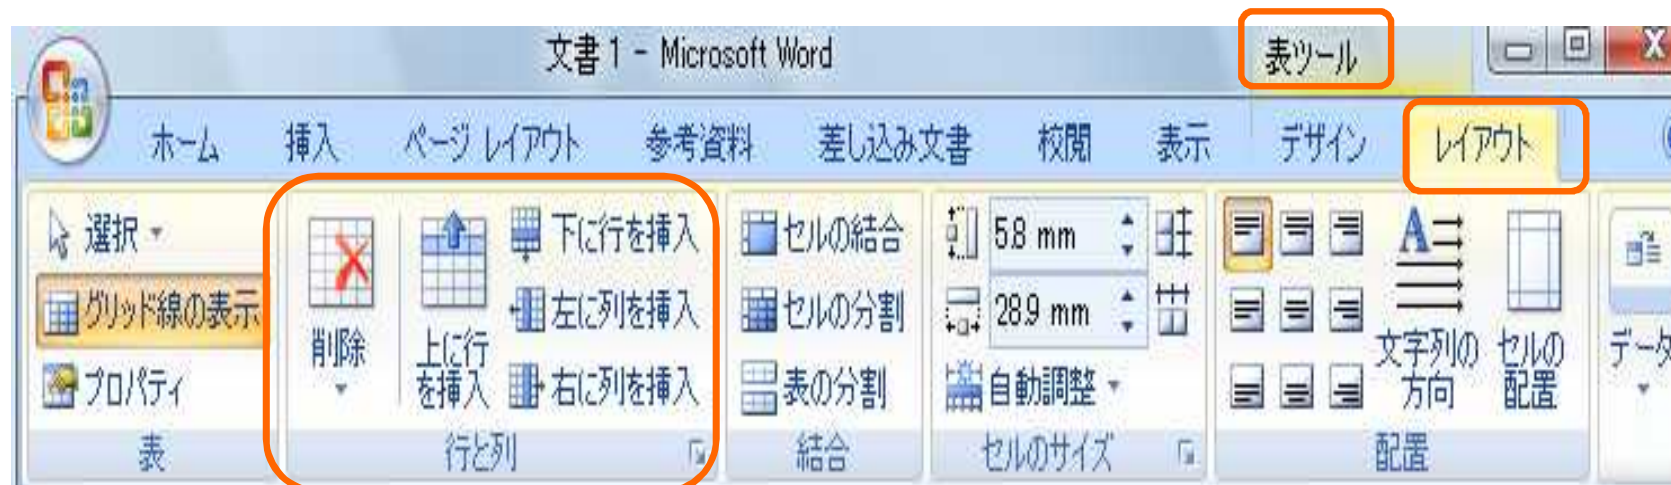 文書 1 - Microsoft Word
表ツール
ホーム 挿入 ページ レイアウト 参考資料 差し込み文書 校閲 表示 デザイン レイアウト
選択
グリッド線の表示
プロパティ
表
削除
上に行
を挿入
下に行を挿入
左に列を挿入
右に列を挿入
行と列
セルの結合
セルの分割
表の分割
結合
5.8 mm
28.9 mm
自動調整
セルのサイズ
文字列の
方向
セルの
配置
配置